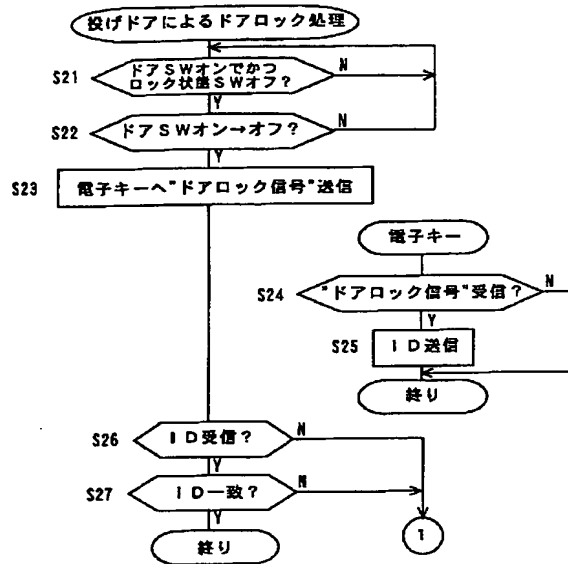 投げドアによるドアロック処理
S21
ドアSWオンでかつ
ロック状態SWオフ?
N
Y
S22
ドアSWオン→オフ?
N
Y
S23
電子キーへ"ドアロック信号"送信
電子キー
S24
"ドアロック信号"受信?
N
Y
S25
ID送信
終り
S26
ID受信?
N
Y
S27
ID一致?
N
Y
終り
1